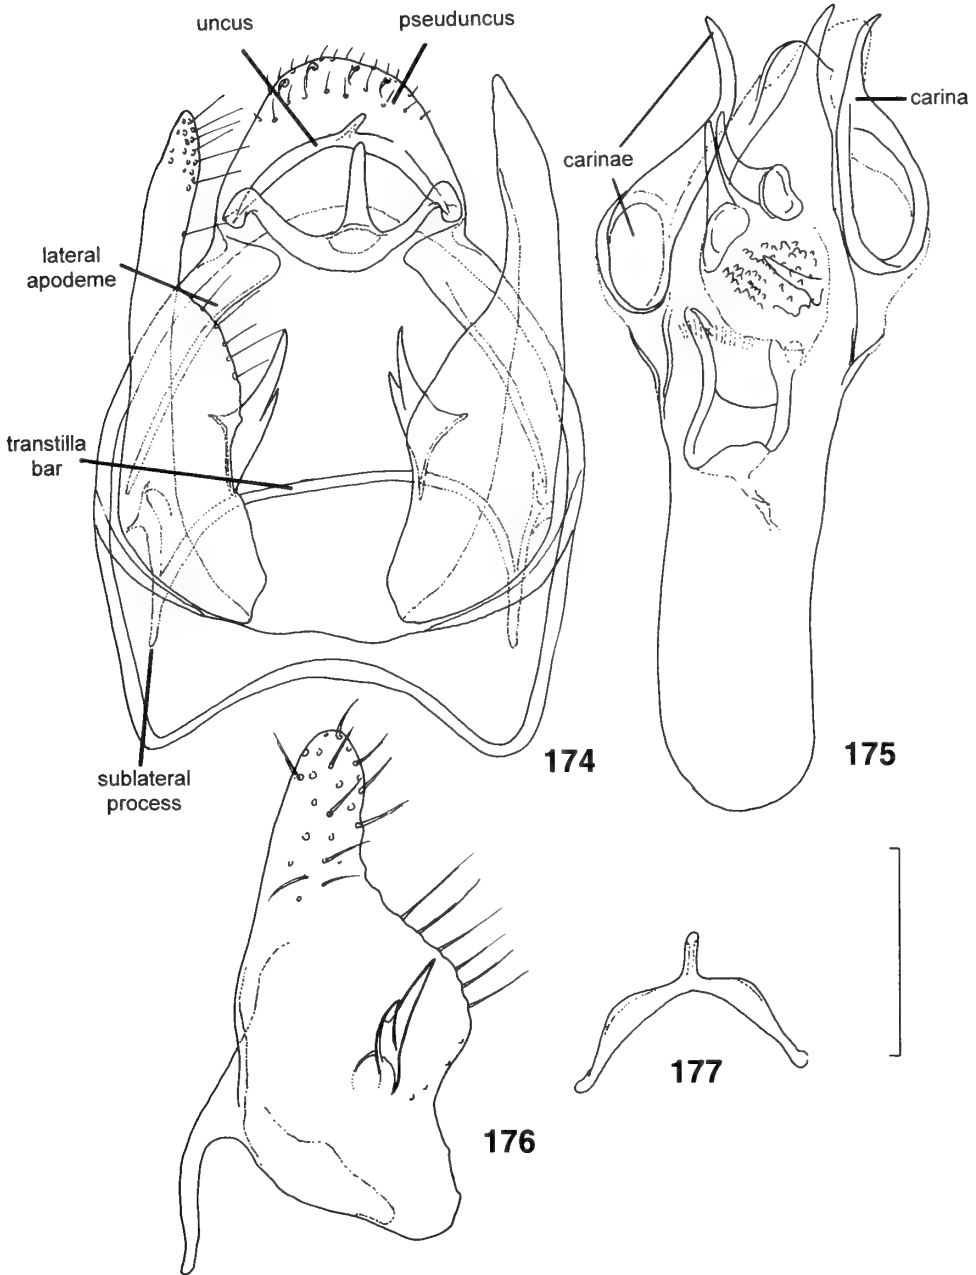 uncus
pseuduncus
carina
carinae
lateral
apodeme
transtilla
bar
sublateral
process
174
175
176
177